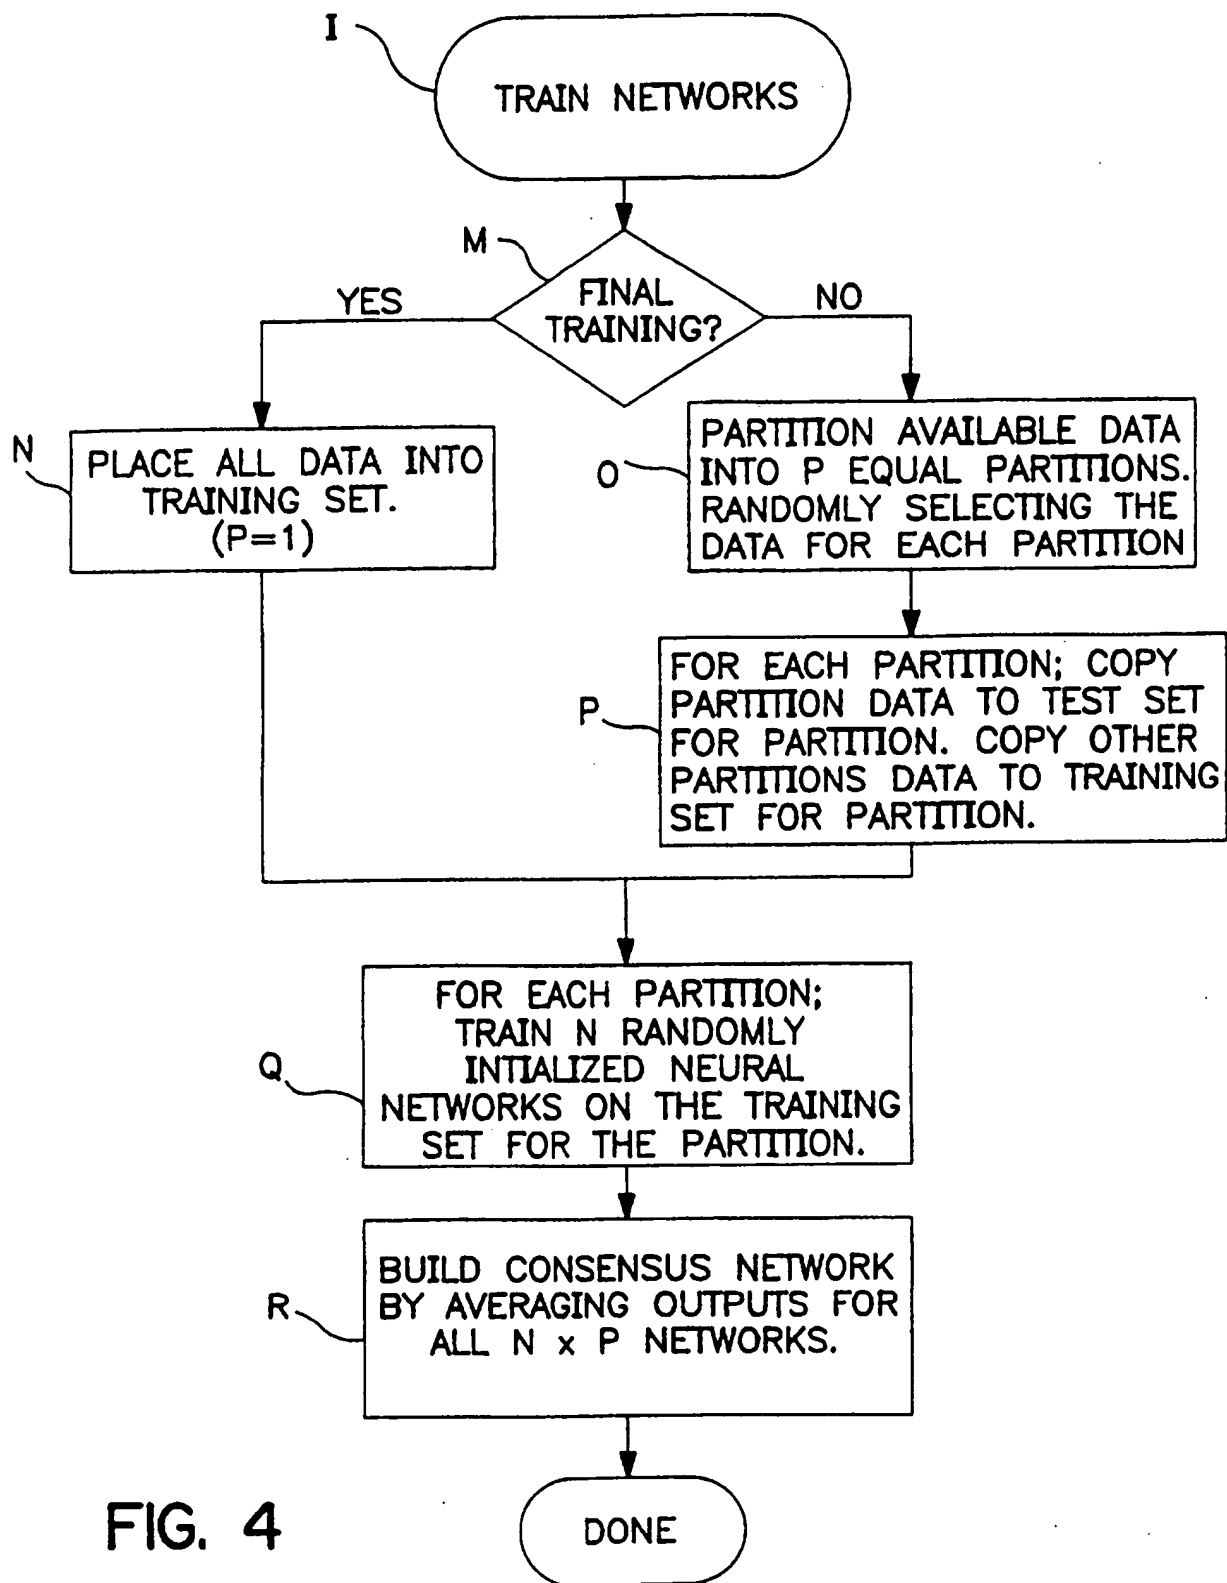 I
TRAIN NETWORKS
M
FINAL
TRAINING?
YES
NO
N
PLACE ALL DATA INTO
TRAINING SET.
(P=1)
O
PARTITION AVAILABLE DATA
INTO P EQUAL PARTITIONS.
RANDOMLY SELECTING THE
DATA FOR EACH PARTITION
P
FOR EACH PARTITION; COPY
PARTITION DATA TO TEST SET
FOR PARTITION. COPY OTHER
PARTITIONS DATA TO TRAINING
SET FOR PARTITION.
Q
FOR EACH PARTITION;
TRAIN N RANDOMLY
INTIALIZED NEURAL
NETWORKS ON THE TRAINING
SET FOR THE PARTITION.
R
BUILD CONSENSUS NETWORK
BY AVERAGING OUTPUTS FOR
ALL N x P NETWORKS.
DONE
FIG. 4